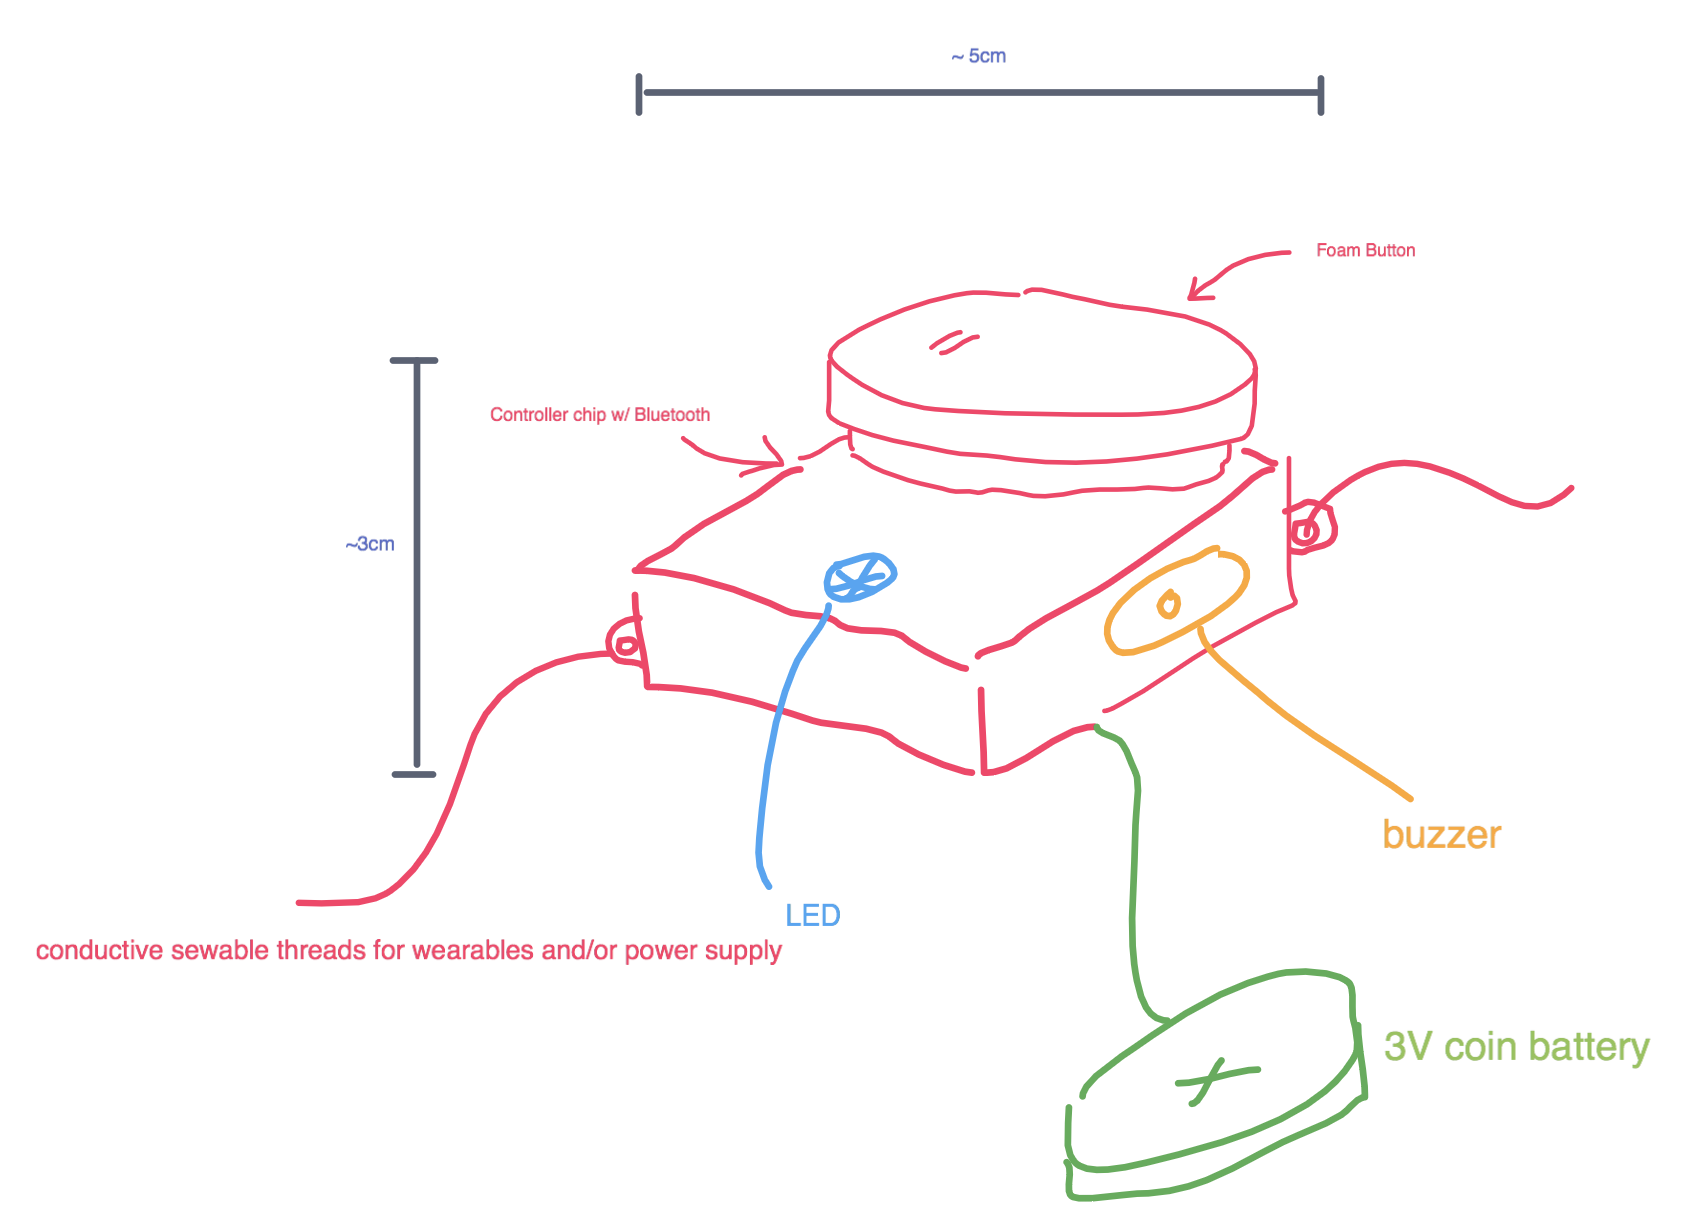 ~ 5cm
Foam Button
Controller chip w/ Bluetooth
~3cm
buzzer
LED
conductive sewable threads for wearables and/or power supply
3V coin battery